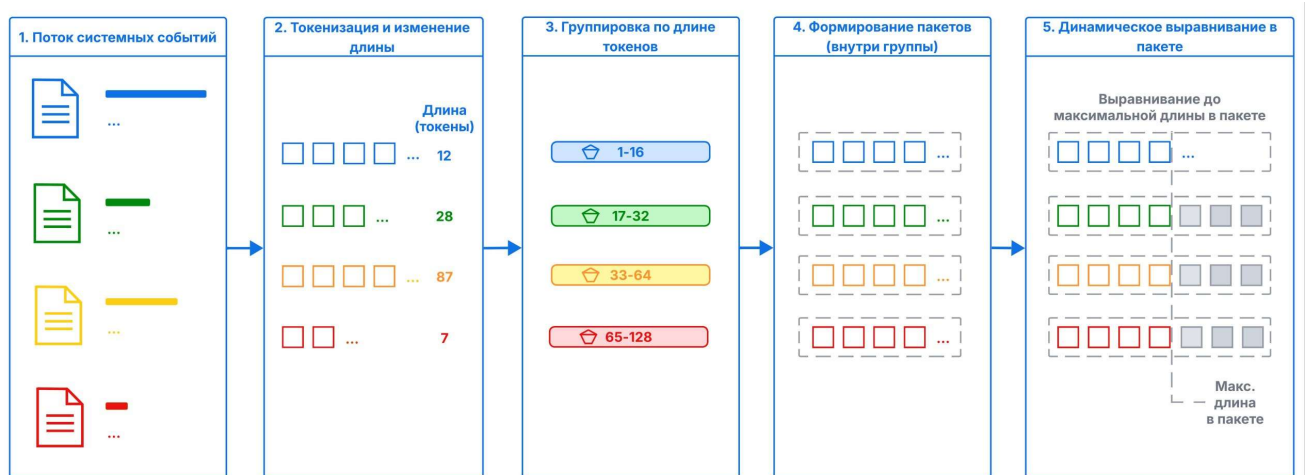 1. Поток системных событий
...
...
...
...
2. Токенизация и изменение
длины
Длина
(токены)
... 12
... 28
... 87
... 7
3. Группировка по длине
токенов
1-16
17-32
33-64
65-128
4. Формирование пакетов
(внутри группы)
...
...
...
...
5. Динамическое выравнивание в
пакете
Выравнивание до
максимальной длины в пакете
...
Макс.
длина
в пакете